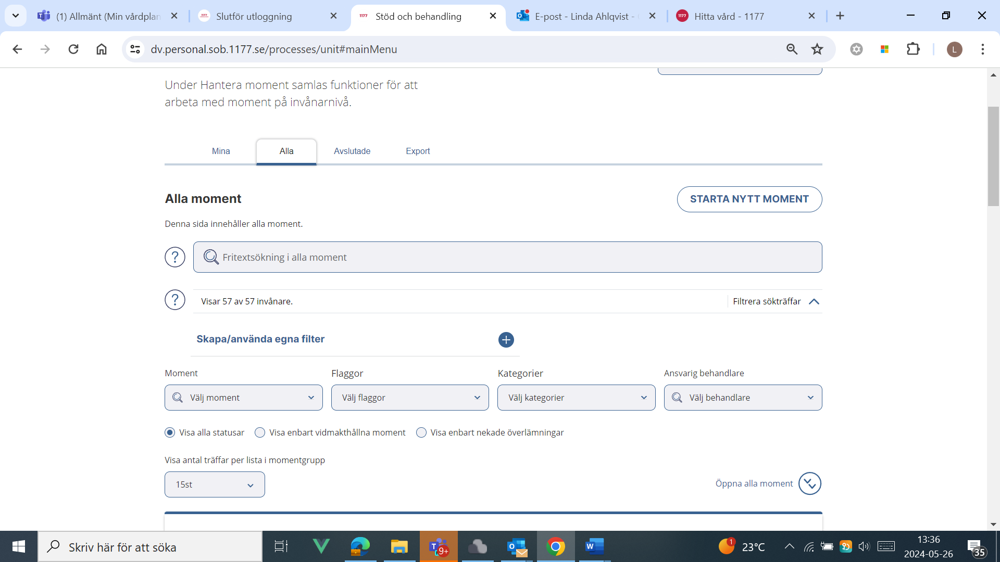 (1) Allmänt (Min vårdplan
1177 Slutför utloggning
1177 Stöd och behandling
E-post - Linda Ahlqvist -
1177 Hitta vård - 1177
dv.personal.sob.1177.se/processes/unit#mainMenu
L
Under Hantera moment samlas funktioner för att
arbeta med moment på invånarnivå.
Mina
Alla
Avslutade
Export
Alla moment
STARTA NYTT MOMENT
Denna sida innehåller alla moment.
? Fritextsökning i alla moment
? Visar 57 av 57 invånare.
Filtrera sökträffar
Skapa/använda egna filter
Moment
Flaggor
Kategorier
Ansvarig behandlare
Välj moment
Välj flaggor
Välj kategorier
Välj behandlare
Visa alla statusar
Visa enbart vidmakthållna moment
Visa enbart nekade överlämningar
Visa antal träffar per lista i momentgrupp
15st
Öppna alla moment
Skriv här för att söka
T 9+
O
W
1
23°C
13:36
2024-05-26
35